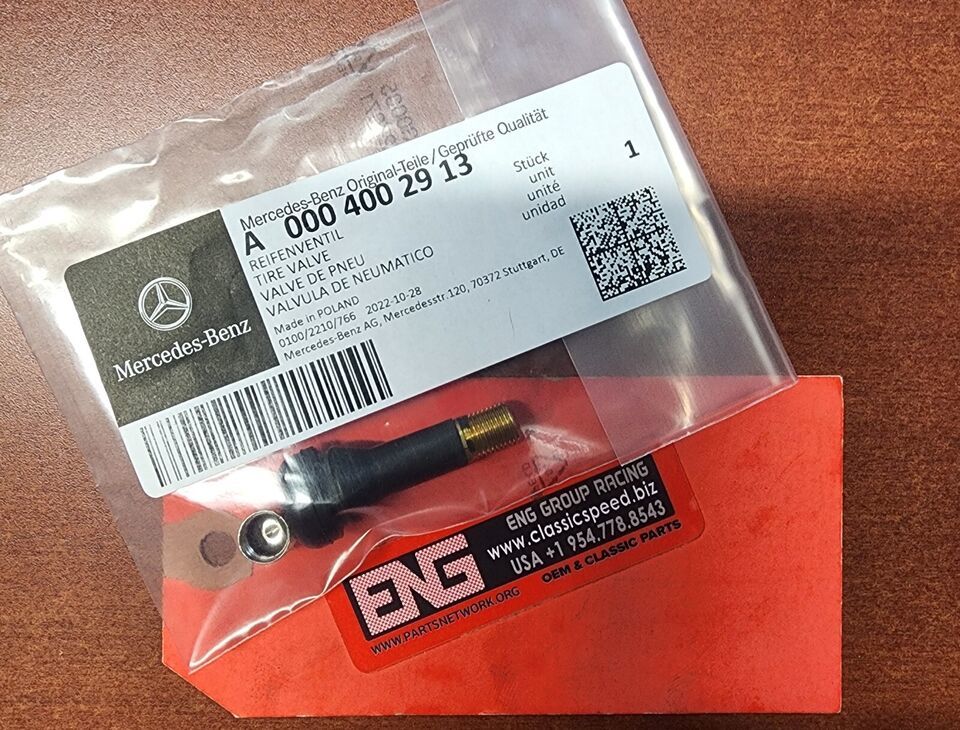 Mercedes-Benz Original-Teile / Geprüfte Qualität
A 000 400 29 13
REIFENVENTIL
TIRE VALVE
VALVE DE PNEU
VALVULA DE NEUMATICO
Stück
unit
unité
unidad
1
Made in POLAND
0100/2210/766 2022-10-28
Mercedes-Benz AG, Mercedesstr.120, 70372 Stuttgart, DE
Mercedes-Benz
ENG
ENG GROUP RACING
www.classicspeed.biz
USA +1 954.778.8543
OEM & CLASSIC PARTS
WWW.PARTSNETWORK.ORG